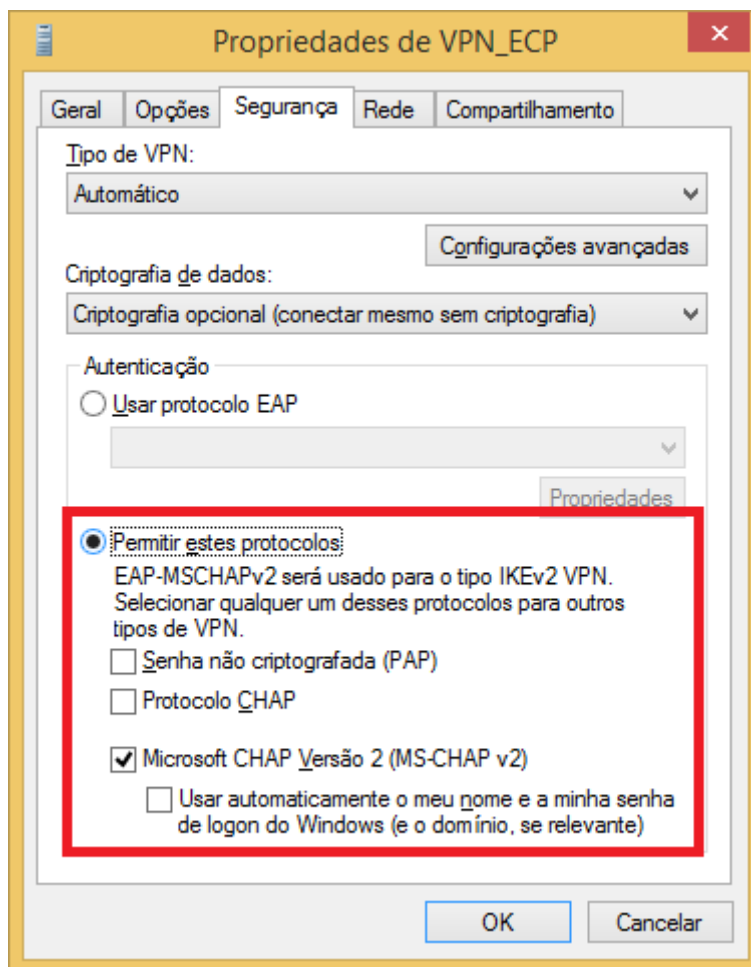 Propriedades de VPN_ECP
Geral Opções Segurança Rede Compartilhamento
Tipo de VPN:
Automático
Configurações avançadas
Criptografia de dados:
Criptografia opcional (conectar mesmo sem criptografia)
Autenticação
Usar protocolo EAP
Propriedades
Permitir estes protocolos
EAP-MSCHAPv2 será usado para o tipo IKEv2 VPN.
Selecionar qualquer um desses protocolos para outros
tipos de VPN.
Senha não criptografada (PAP)
Protocolo CHAP
Microsoft CHAP Versão 2 (MS-CHAP v2)
Usar automaticamente o meu nome e a minha senha
de logon do Windows (e o domínio, se relevante)
OK Cancelar